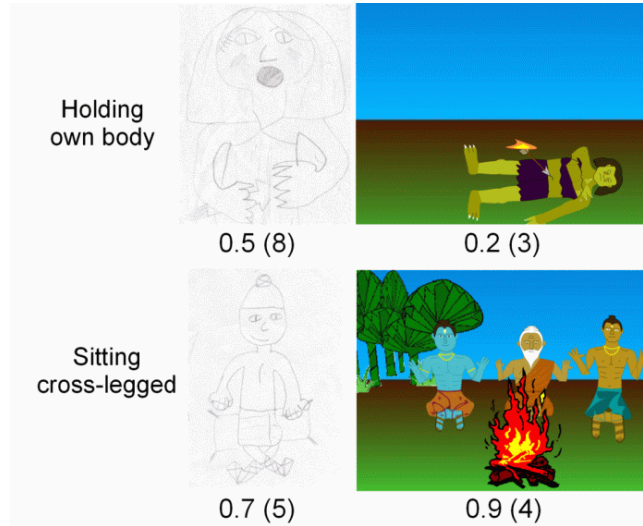 Holding
own body
0.5 (8)
0.2 (3)
Sitting
cross-legged
0.7 (5)
0.9 (4)